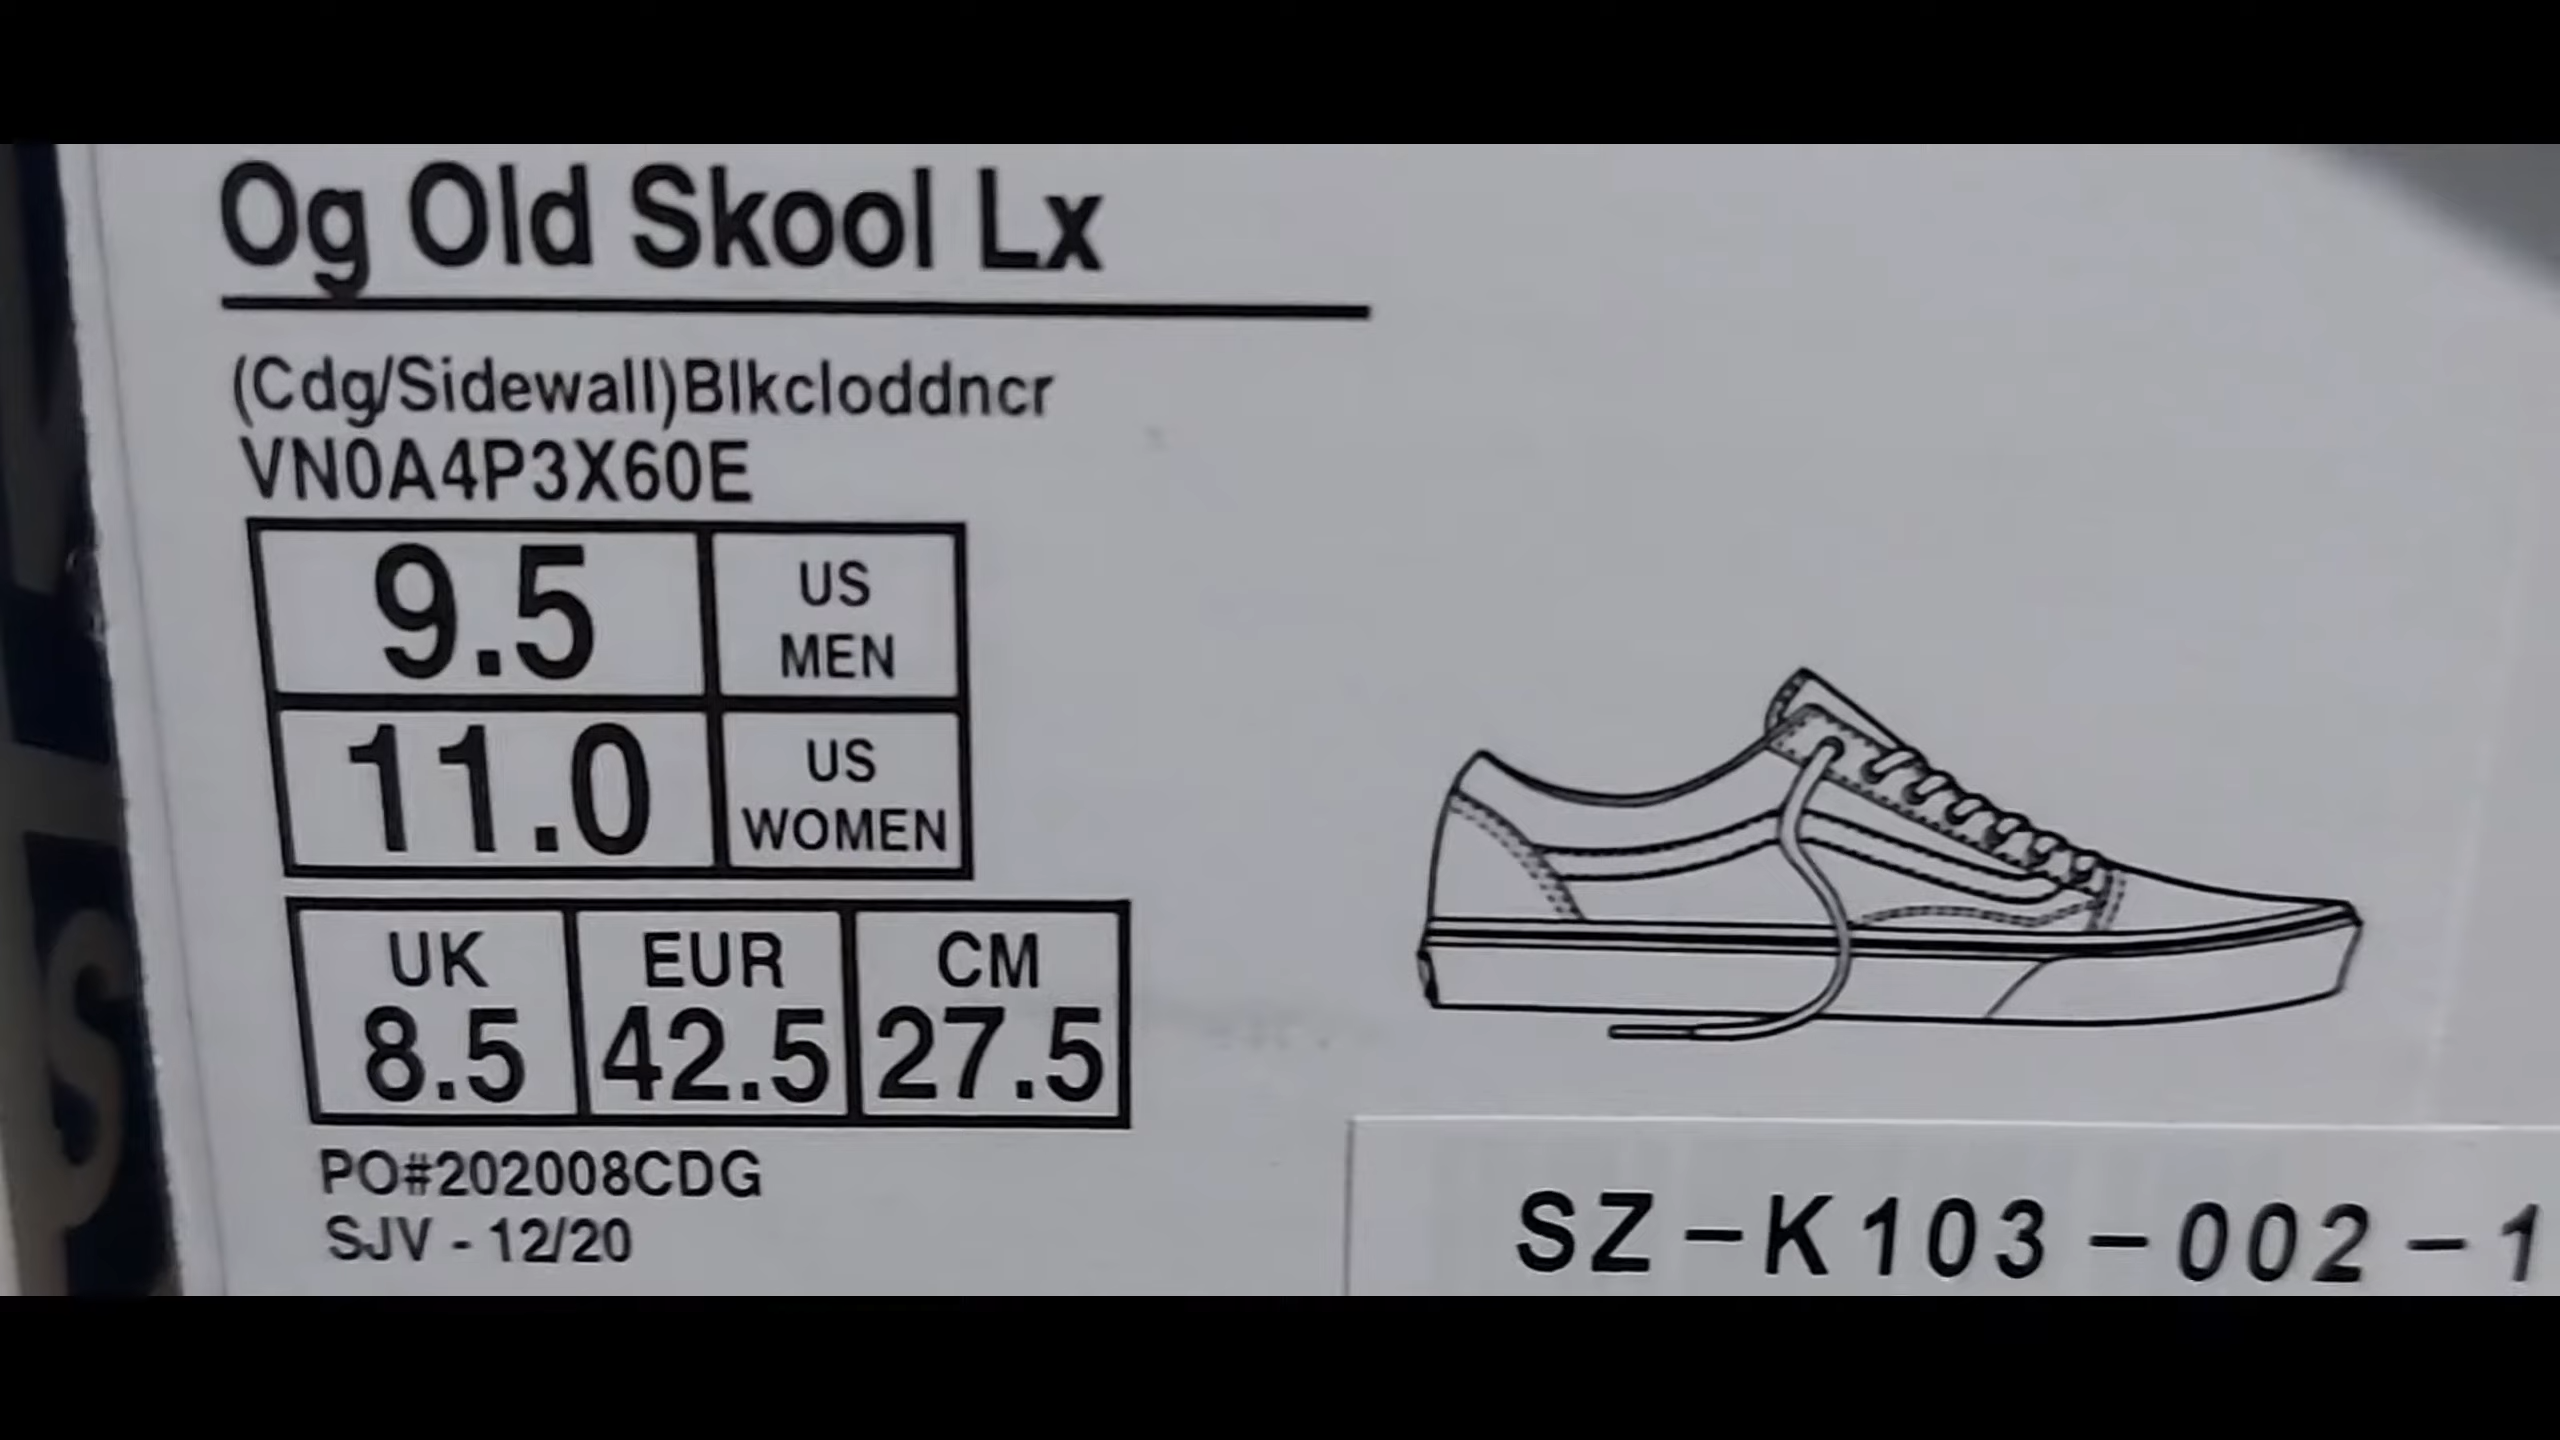 Og Old Skool Lx
(Cdg/Sidewall)Blkcloddncr
VN0A4P3X60E
9.5 US MEN
11.0 US WOMEN
UK EUR CM
8.5 42.5 27.5
PO#202008CDG
SJV - 12/20
SZ-K103-002-1